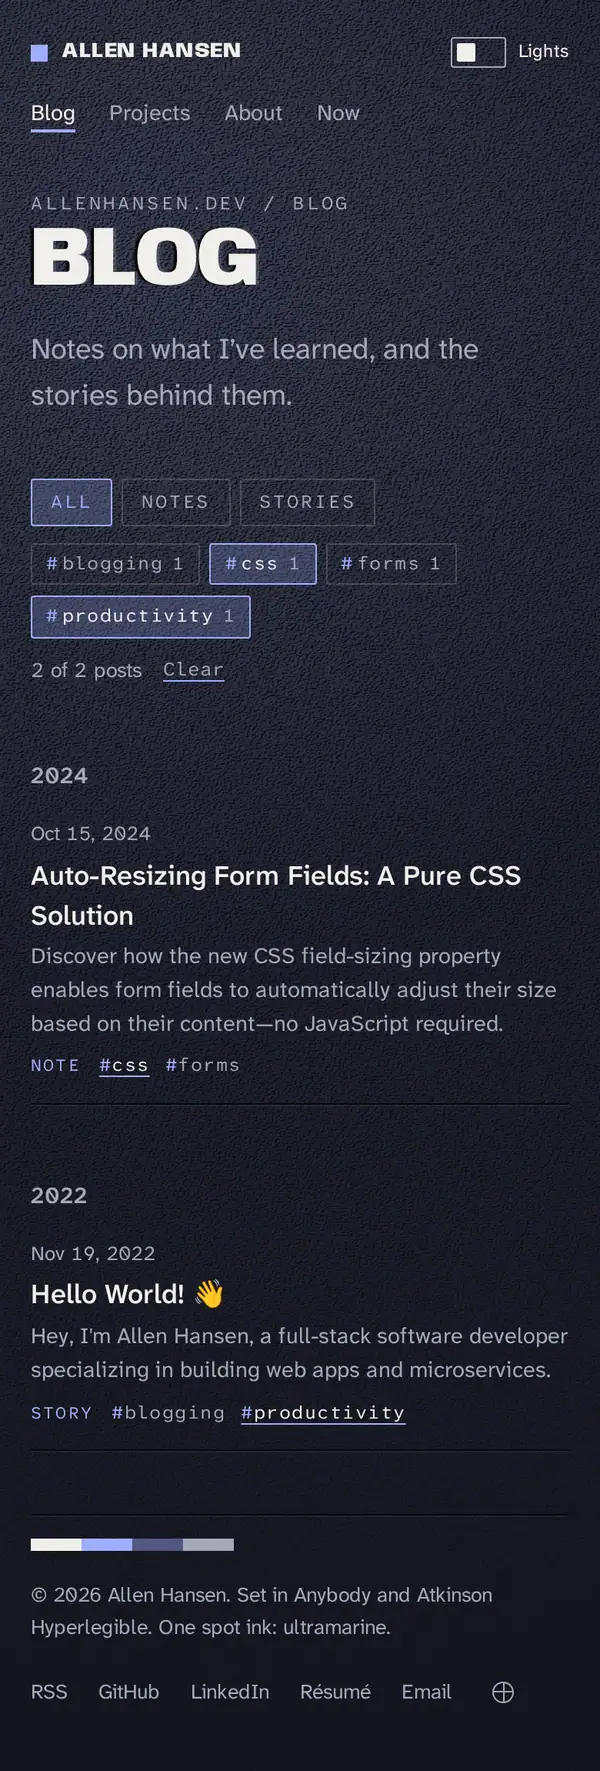 ALLEN HANSEN
Lights
Blog Projects About Now
ALLENHANSEN.DEV / BLOG
BLOG
Notes on what I’ve learned, and the
stories behind them.
ALL NOTES STORIES
#blogging 1 #css 1 #forms 1
#productivity 1
2 of 2 posts Clear
2024
Oct 15, 2024
Auto-Resizing Form Fields: A Pure CSS
Solution
Discover how the new CSS field-sizing property
enables form fields to automatically adjust their size
based on their content—no JavaScript required.
NOTE #css #forms
2022
Nov 19, 2022
Hello World! 👋
Hey, I'm Allen Hansen, a full-stack software developer
specializing in building web apps and microservices.
STORY #blogging #productivity
© 2026 Allen Hansen. Set in Anybody and Atkinson
Hyperlegible. One spot ink: ultramarine.
RSS GitHub LinkedIn Résumé Email